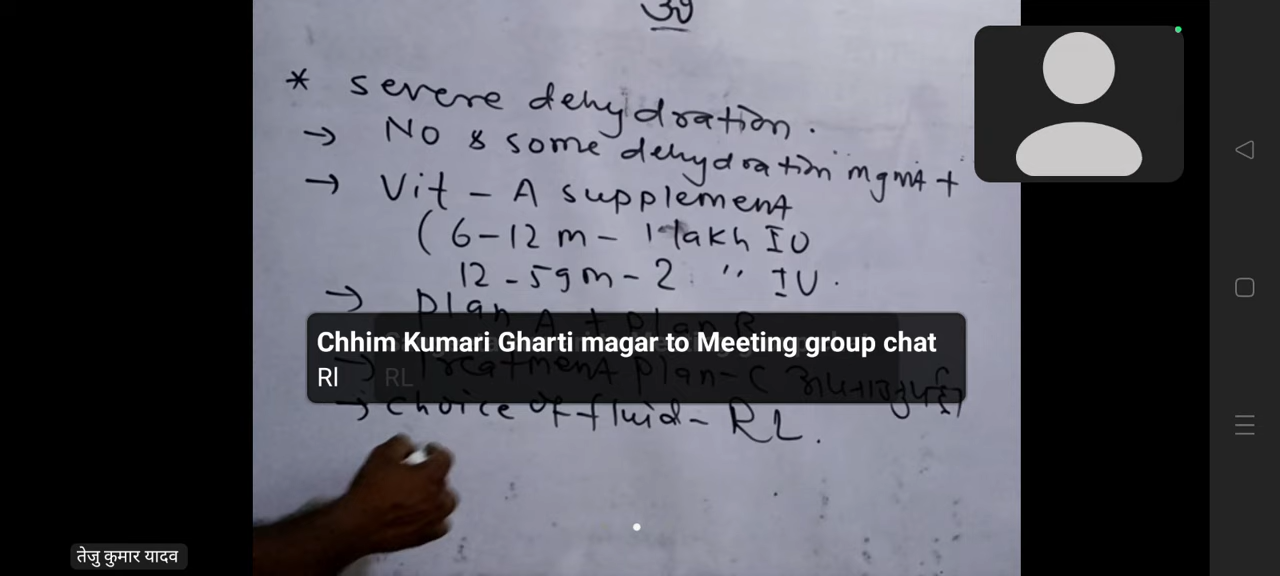 उ
* severe dehydration.
→ No & some dehydration mgmt +
→ Vit - A supplement
( 6-12 m - 1 lakh IU
12 - 59 m - 2 " IU.
→ plan A + plan B
Chhim Kumari Gharti magar to Meeting group chat
Rl RL
→ Treatment plan-C अपनाउनुपर्छ।
→ choice of fluid - RL.
तेजु कुमार यादव